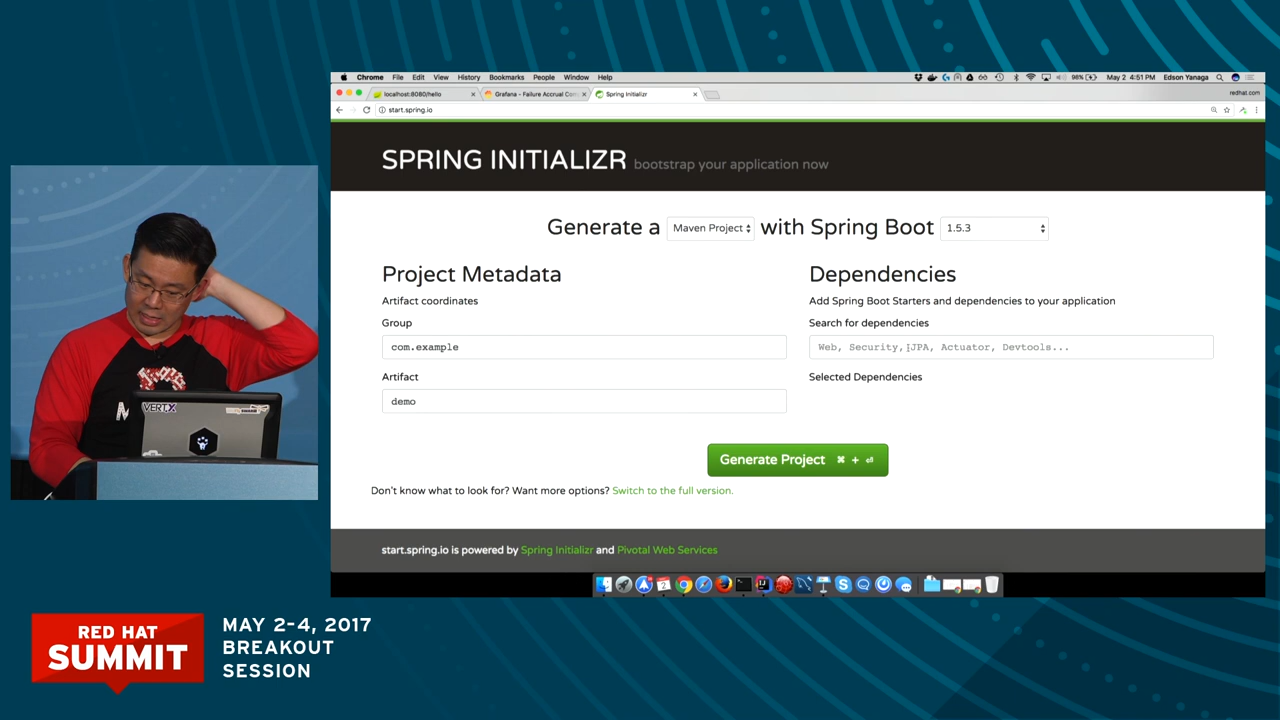 Chrome File Edit View History Bookmarks People Window Help
98% May 2 4:51 PM Edson Yanaga
localhost:8080/hello
Grafana - Failure Accrual Com
Spring Initializr
redhat.com
start.spring.io
SPRING INITIALIZR bootstrap your application now
Generate a Maven Project with Spring Boot 1.5.3
Project Metadata
Artifact coordinates
Group
com.example
Artifact
demo
Dependencies
Add Spring Boot Starters and dependencies to your application
Search for dependencies
Web, Security, JPA, Actuator, Devtools...
Selected Dependencies
Generate Project ⌘ + ⏎
Don't know what to look for? Want more options? Switch to the full version.
start.spring.io is powered by Spring Initializr and Pivotal Web Services
VERT.X
RED HAT
SUMMIT
MAY 2-4, 2017
BREAKOUT
SESSION